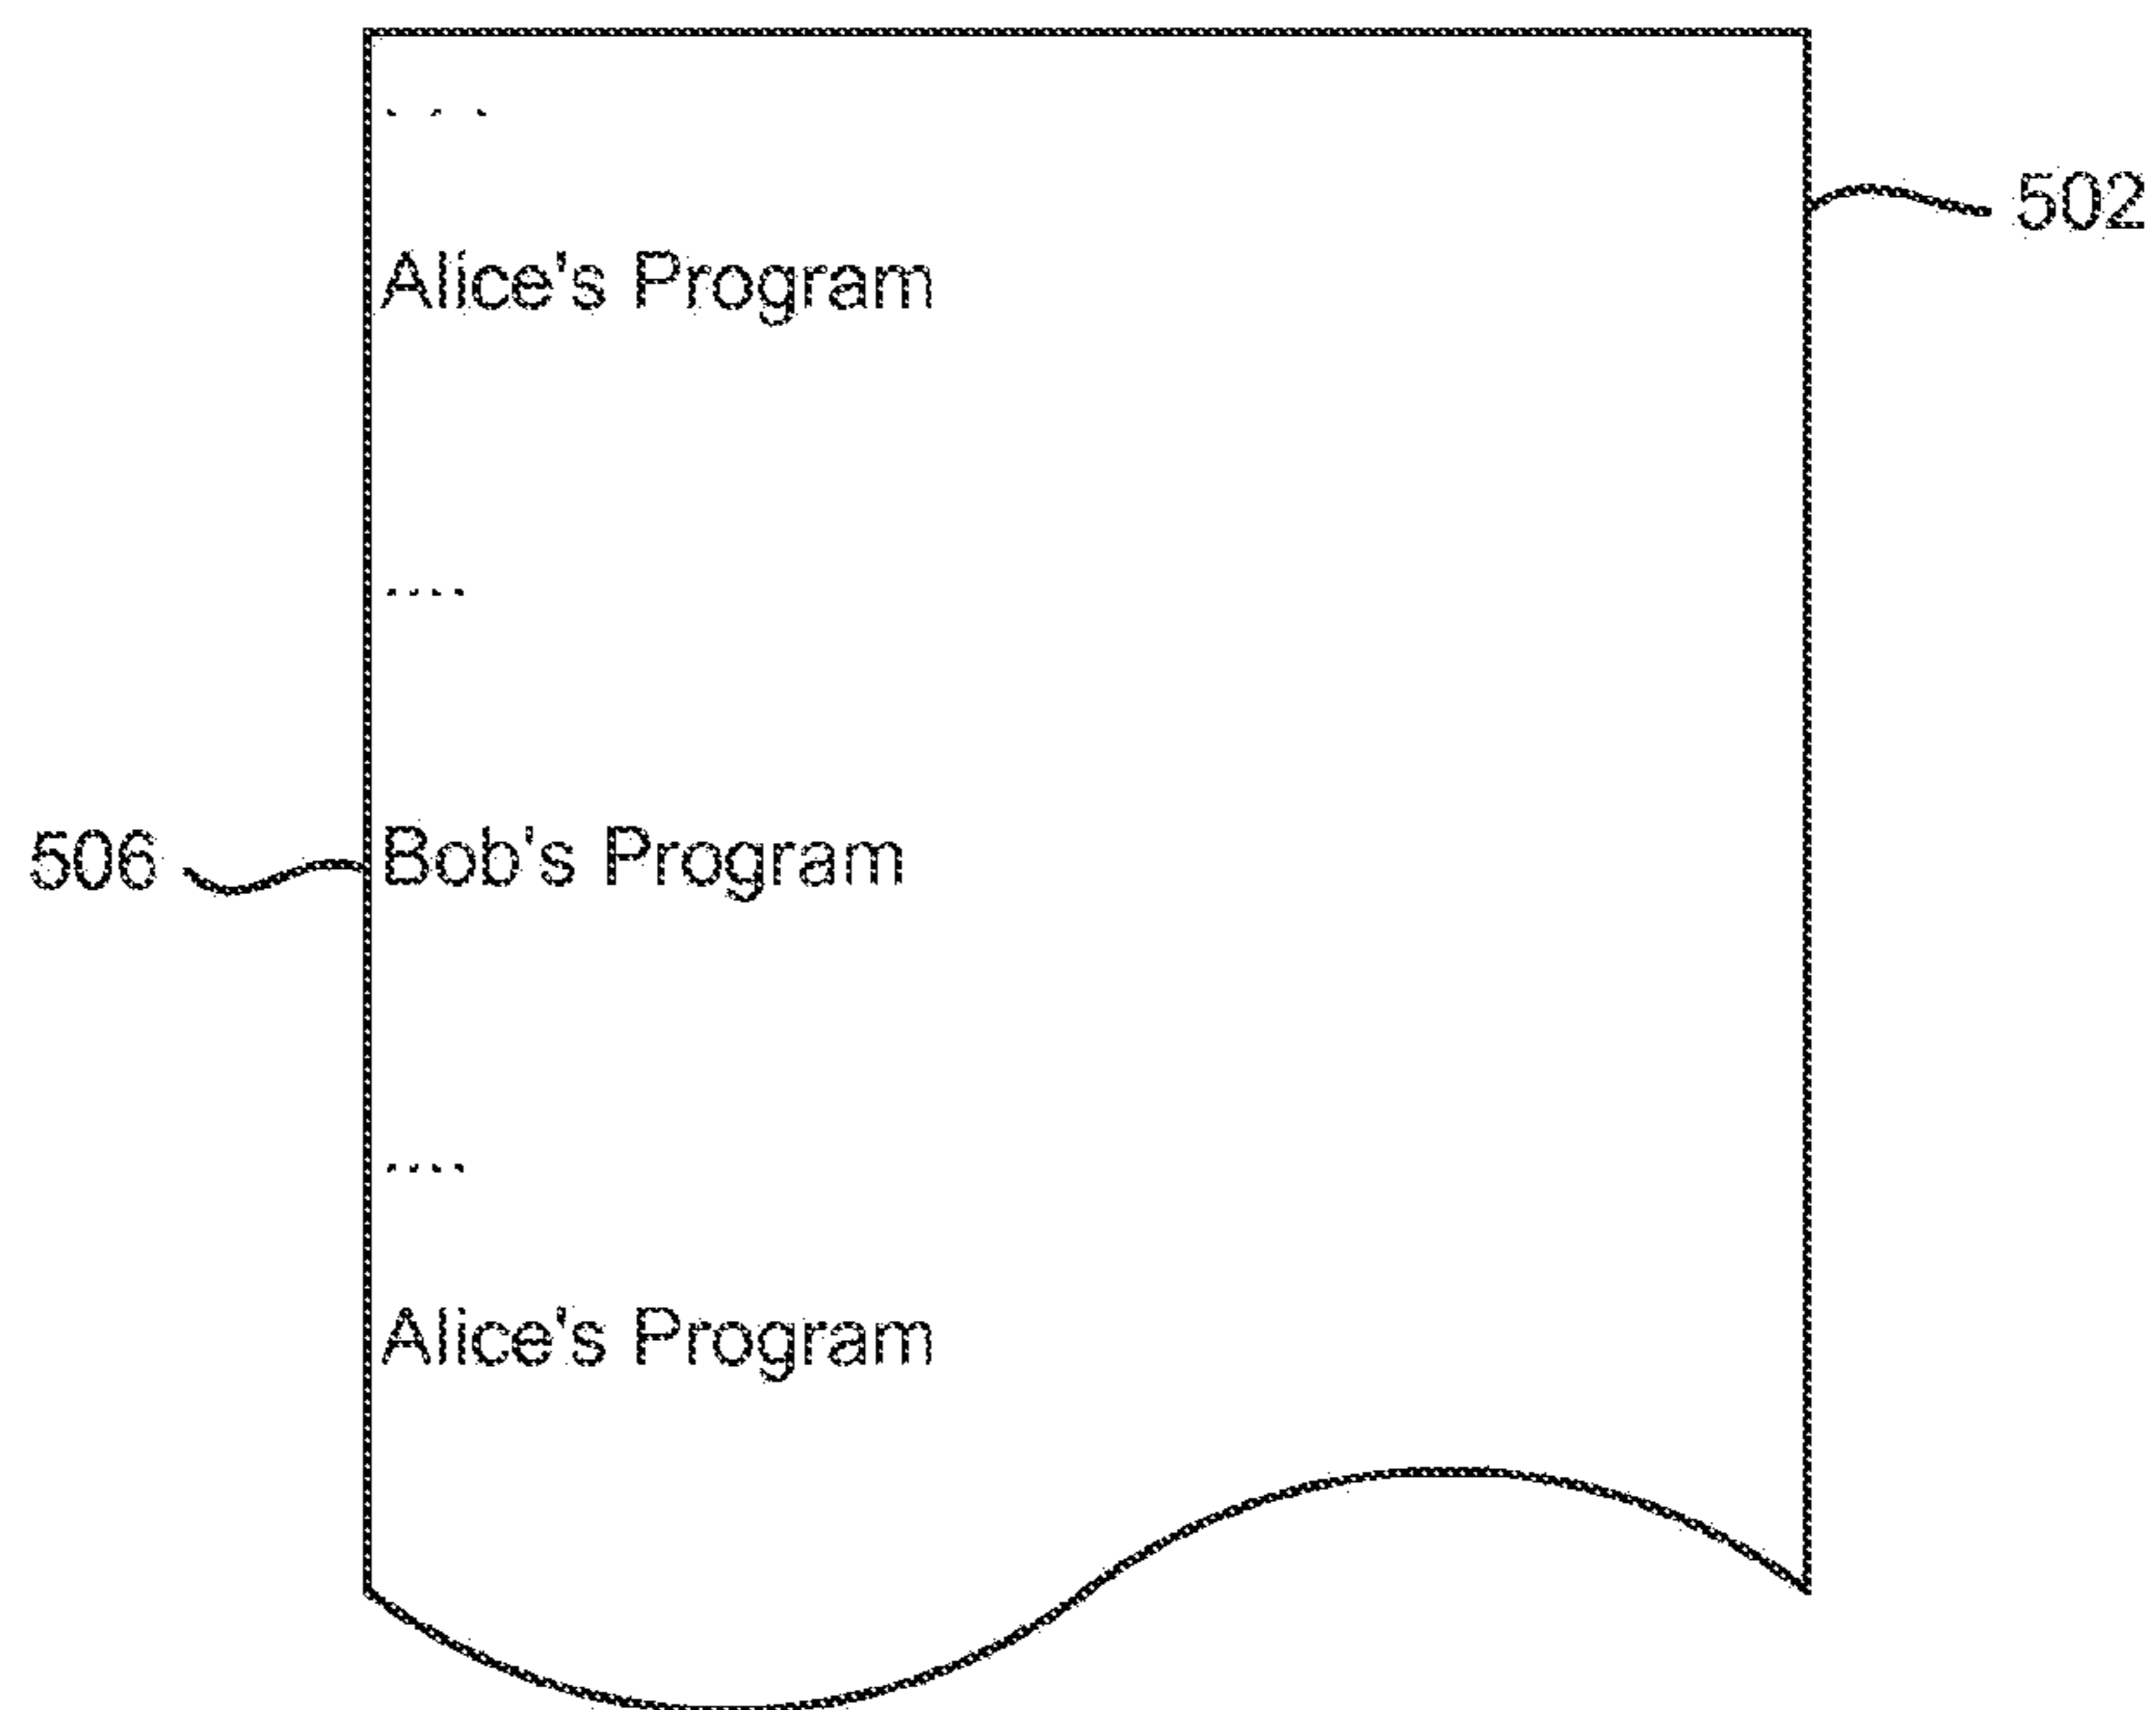 . . .
502
Alice's Program
....
506
Bob's Program
....
Alice's Program